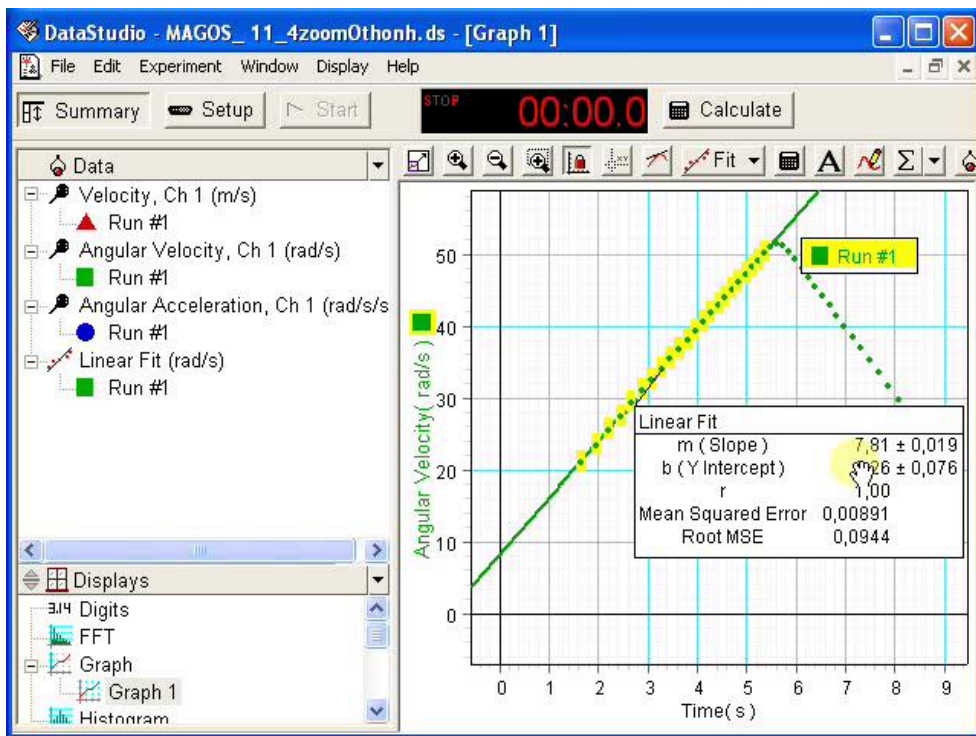 DataStudio - MAGOS_ 11_4zoomOthonh.ds - [Graph 1]
File Edit Experiment Window Display Help
Summary Setup Start STOP 00:00.0 Calculate
Data
Fit A Σ
Velocity, Ch 1 (m/s)
Run #1
Angular Velocity, Ch 1 (rad/s)
Run #1
Angular Acceleration, Ch 1 (rad/s/s
Run #1
Linear Fit (rad/s)
Run #1
Displays
3.14 Digits
FFT
Graph
Graph 1
Histogram
Angular Velocity( rad/s )
50
40
30
20
10
0
Run #1
Linear Fit
m ( Slope ) 7,81 ± 0,019
b ( Y Intercept ) ± 0,076
r 1,00
Mean Squared Error 0,00891
Root MSE 0,0944
0 1 2 3 4 5 6 7 8 9
Time( s )